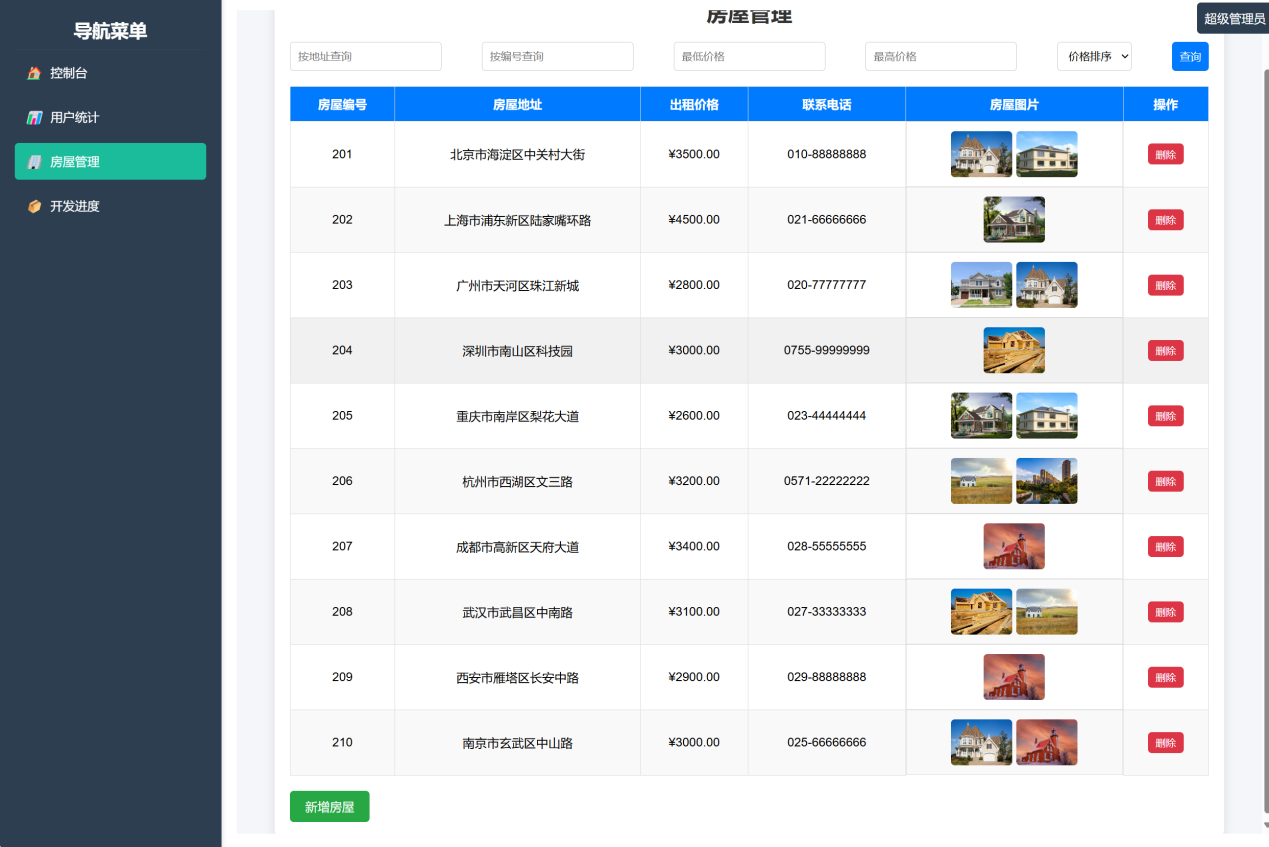 导航菜单
控制台
用户统计
房屋管理
开发进度
超级管理员
房屋管理
按地址查询 按编号查询 最低价格 最高价格 价格排序 查询
房屋编号 房屋地址 出租价格 联系电话 房屋图片 操作
201 北京市海淀区中关村大街 ¥3500.00 010-88888888 删除
202 上海市浦东新区陆家嘴环路 ¥4500.00 021-66666666 删除
203 广州市天河区珠江新城 ¥2800.00 020-77777777 删除
204 深圳市南山区科技园 ¥3000.00 0755-99999999 删除
205 重庆市南岸区梨花大道 ¥2600.00 023-44444444 删除
206 杭州市西湖区文三路 ¥3200.00 0571-22222222 删除
207 成都市高新区天府大道 ¥3400.00 028-55555555 删除
208 武汉市武昌区中南路 ¥3100.00 027-33333333 删除
209 西安市雁塔区长安中路 ¥2900.00 029-88888888 删除
210 南京市玄武区中山路 ¥3000.00 025-66666666 删除
新增房屋